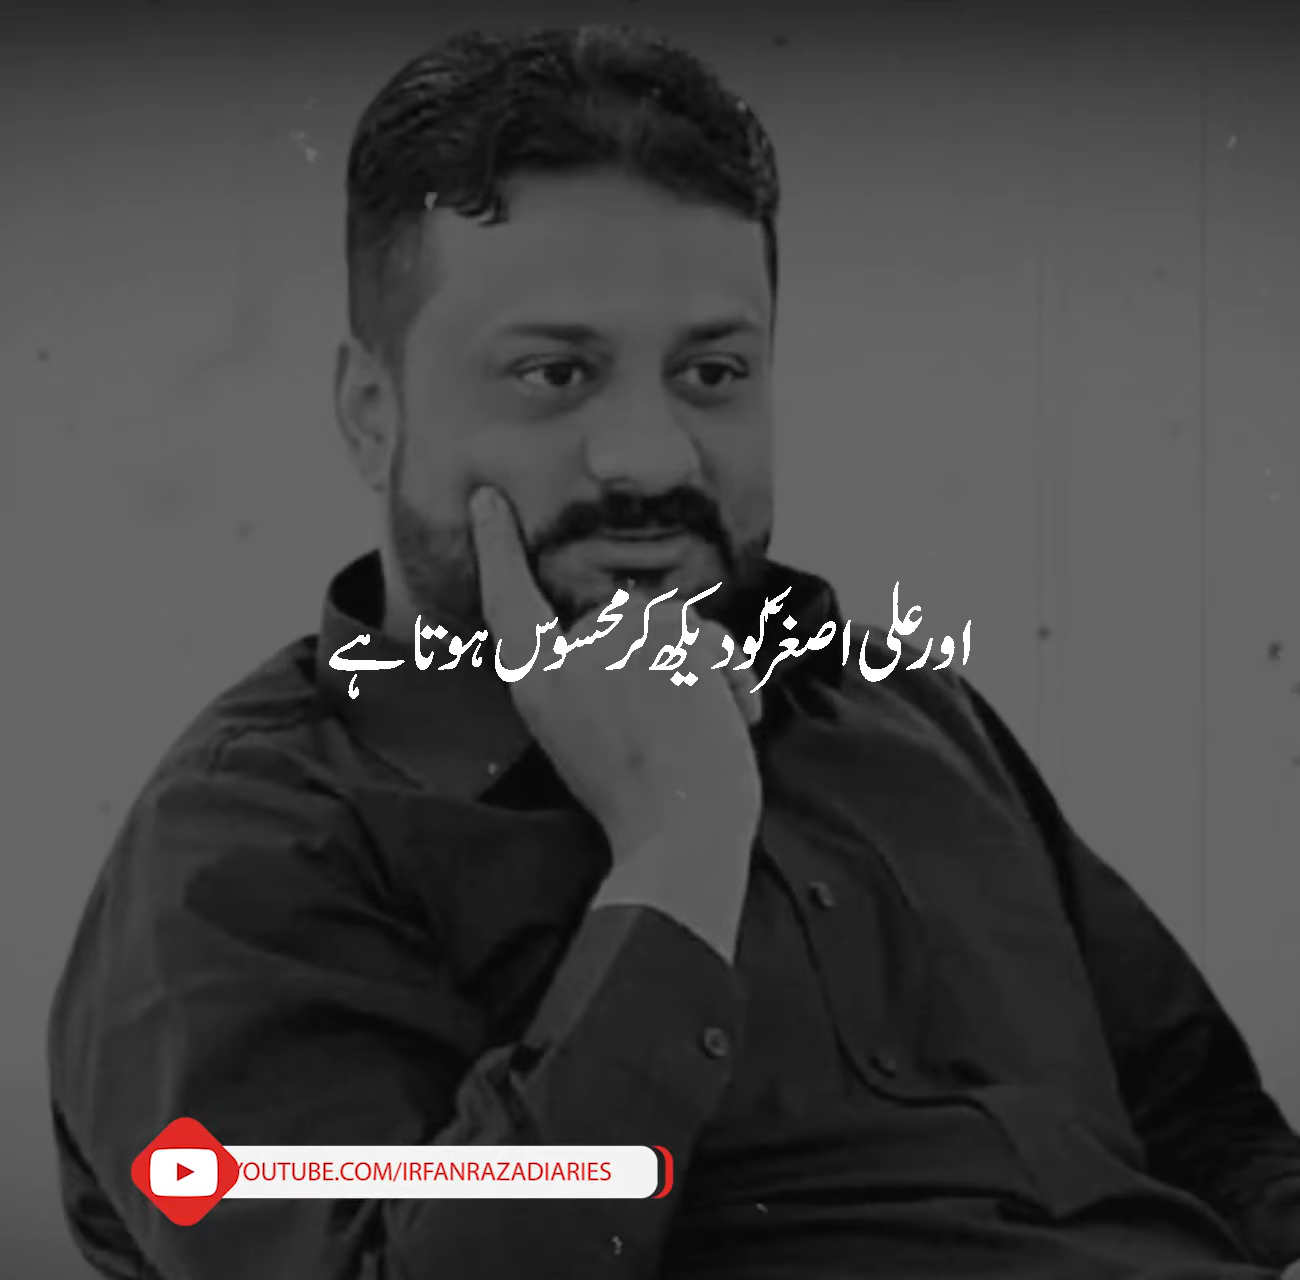 اور علی اصغرؑ کو دیکھ کر محسوس ہوتا ہے
YOUTUBE.COM/IRFANRAZADIARIES